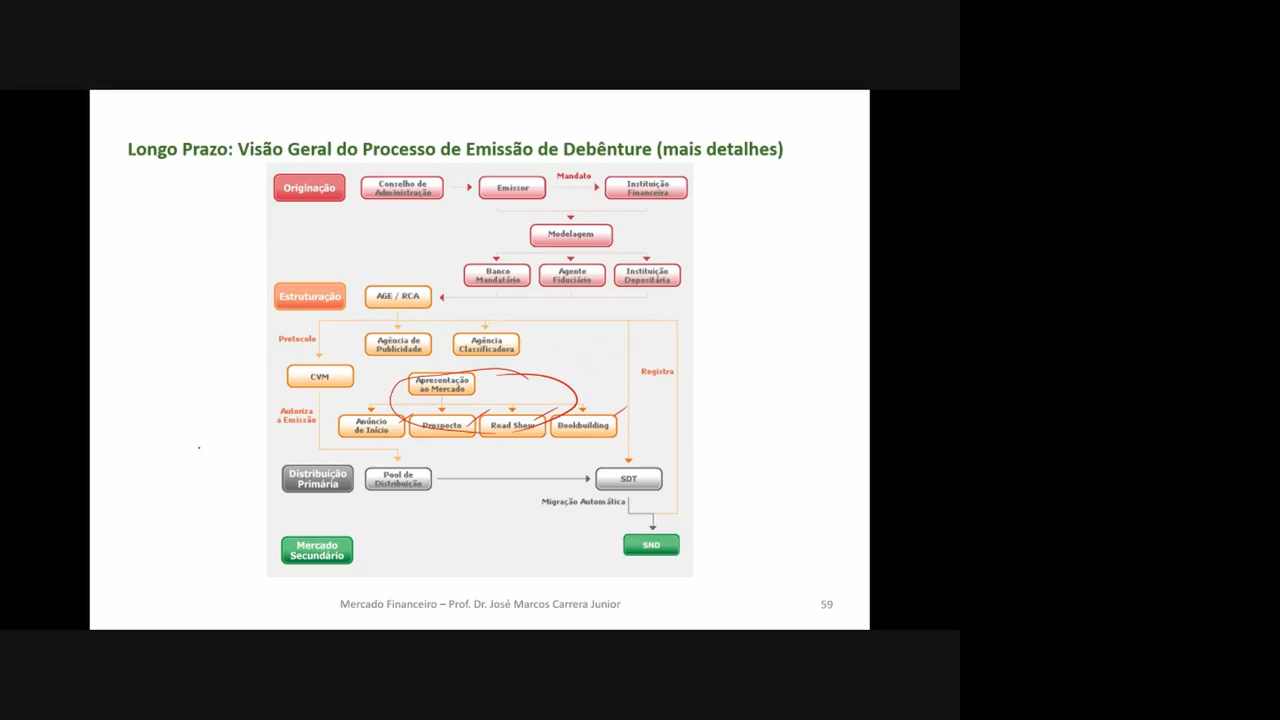 Longo Prazo: Visão Geral do Processo de Emissão de Debênture (mais detalhes)
Originação
Conselho de
Administração
Emissor
Mandato
Instituição
Financeira
Modelagem
Banco
Mandatário
Agente
Fiduciário
Instituição
Depositária
Estruturação
AGE / RCA
Protocolo
Agência de
Publicidade
Agência
Classificadora
CVM
Apresentação
ao Mercado
Registra
Autoriza
a Emissão
Anúncio
de Início
Prospecto
Road Show
Bookbuilding
Distribuição
Primária
Pool de
Distribuição
SDT
Migração Automática
Mercado
Secundário
SND
Mercado Financeiro – Prof. Dr. José Marcos Carrera Junior
59